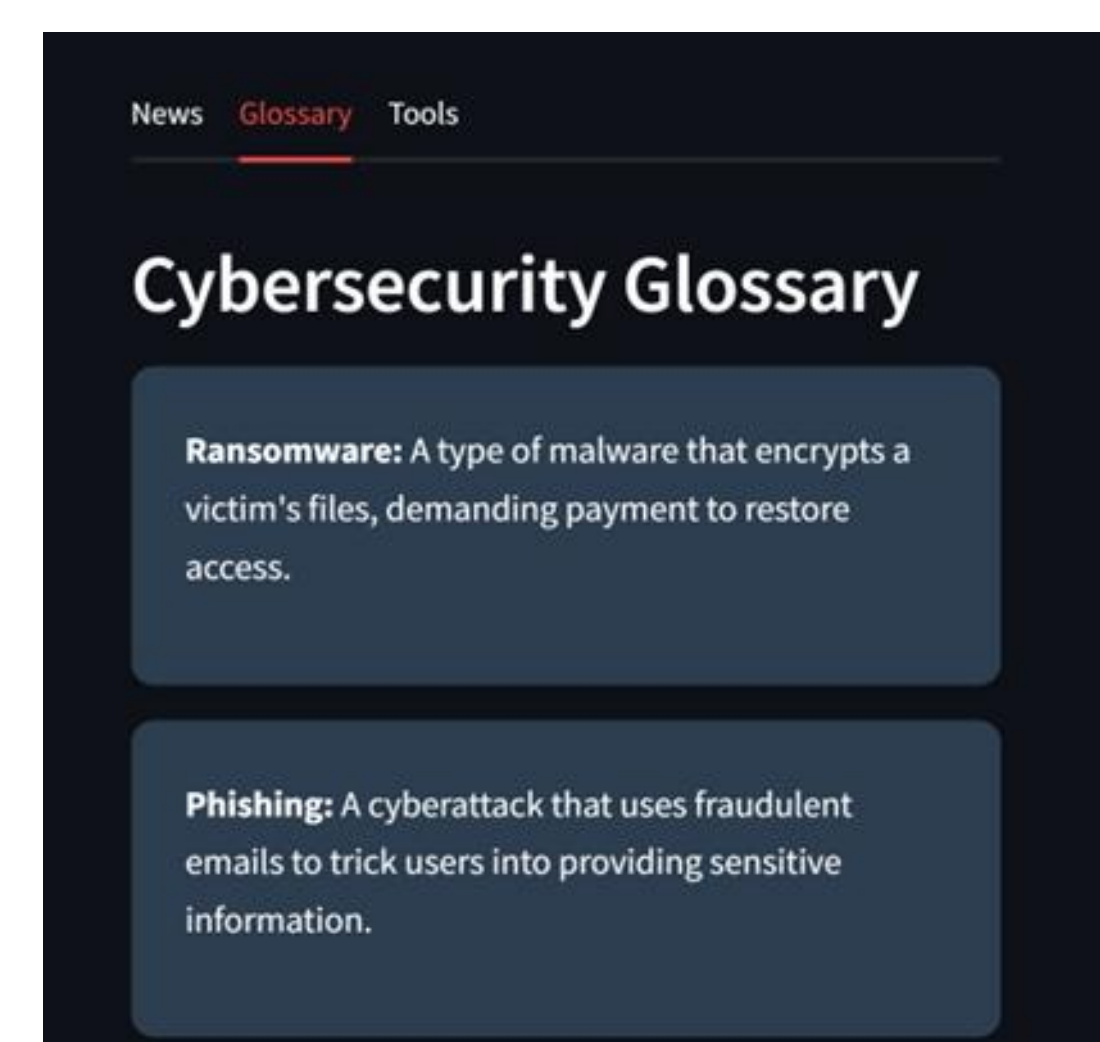 News Glossary Tools
Cybersecurity Glossary
Ransomware: A type of malware that encrypts a
victim's files, demanding payment to restore
access.
Phishing: A cyberattack that uses fraudulent
emails to trick users into providing sensitive
information.